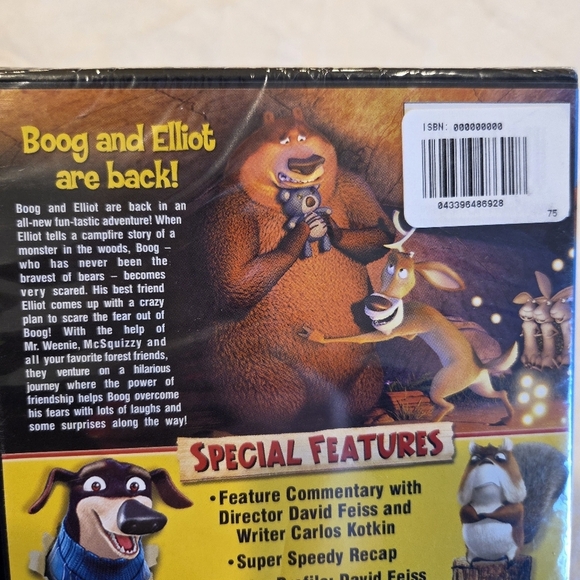 ISBN: 000000000
043396486928
75
Boog and Elliot
are back!
Boog and Elliot are back in an
all-new fun-tastic adventure! When
Elliot tells a campfire story of a
monster in the woods, Boog –
who has never been the
bravest of bears – becomes
very scared. His best friend
Elliot comes up with a crazy
plan to scare the fear out of
Boog! With the help of
Mr. Weenie, McSquizzy and
all your favorite forest friends,
they venture on a hilarious
journey where the power of
friendship helps Boog overcome
his fears with lots of laughs and
some surprises along the way!
SPECIAL FEATURES
•Feature Commentary with
Director David Feiss and
Writer Carlos Kotkin
•Super Speedy Recap
Profile: David Feiss